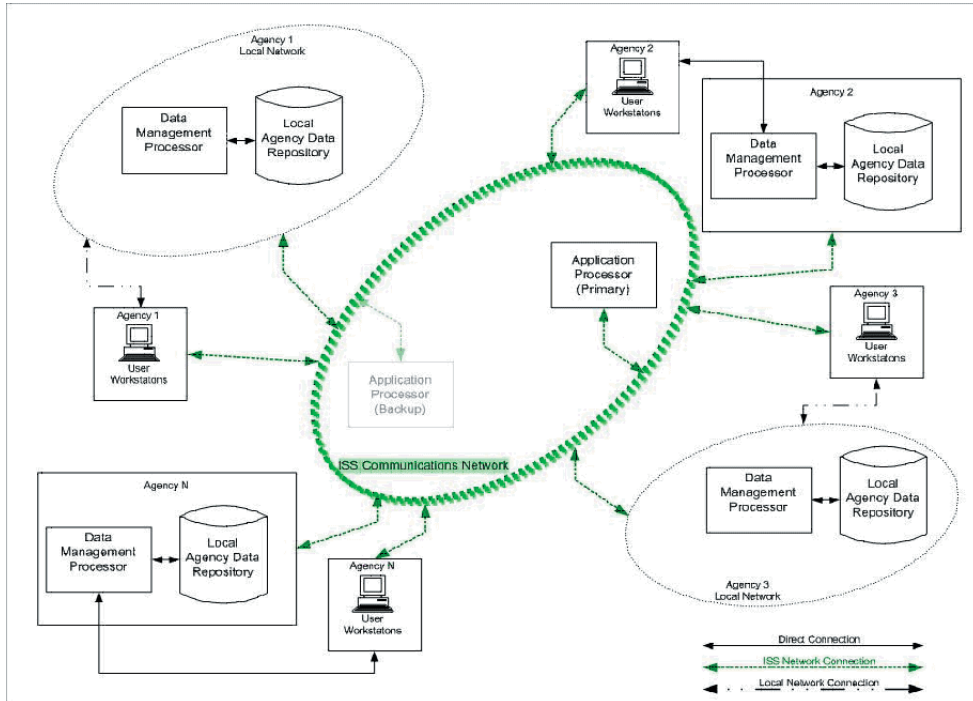 Agency 1
Local Network
Data
Management
Processor
Local
Agency Data
Repository
Agency 2
User
Workstatons
Agency 2
Data
Management
Processor
Local
Agency Data
Repository
Application
Processor
(Primary)
Agency 1
User
Workstatons
Application
Processor
(Backup)
Agency 3
User
Workstatons
ISS Communications Network
Agency N
Data
Management
Processor
Local
Agency Data
Repository
Agency N
User
Workstatons
Data
Management
Processor
Local
Agency Data
Repository
Agency 3
Local Network
Direct Connection
ISS Network Connection
Local Network Connection